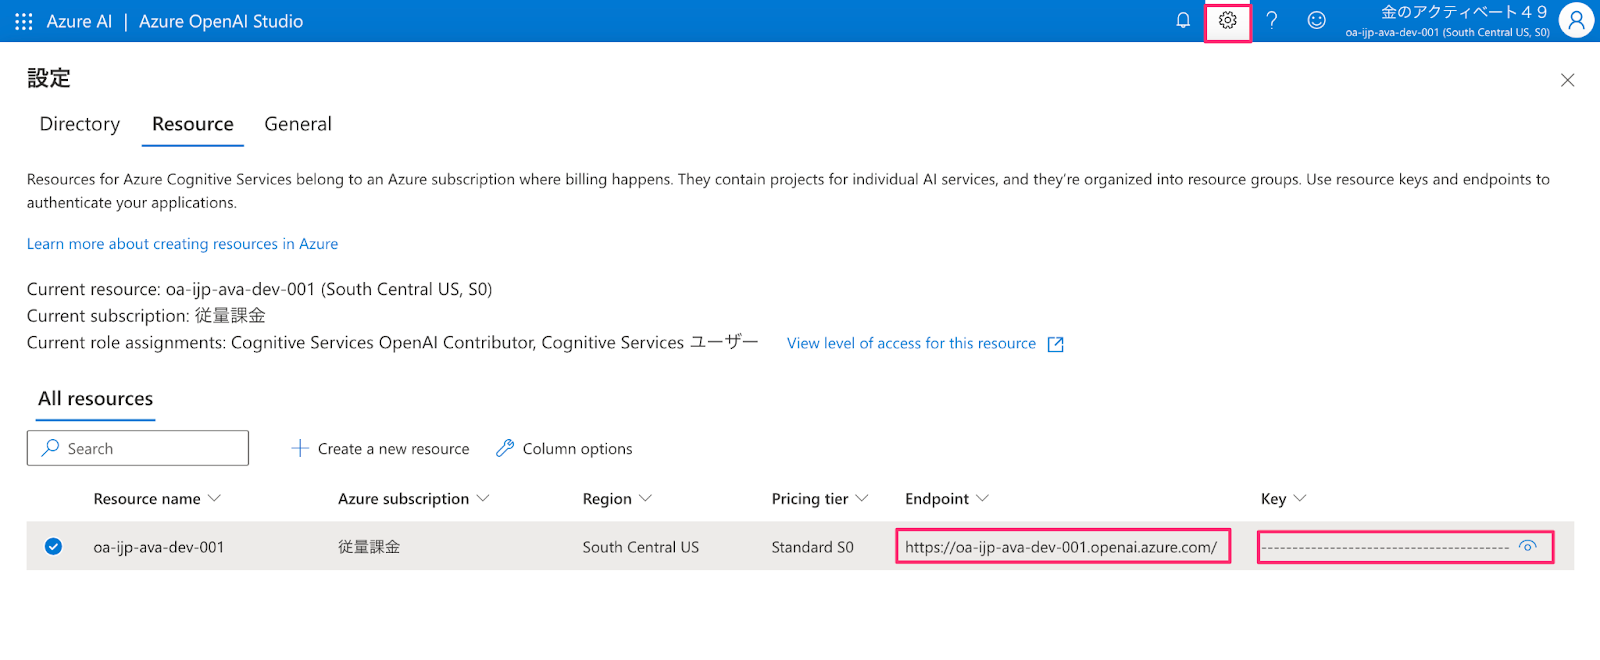 Azure AI | Azure OpenAI Studio
金のアクティベート４９
oa-ijp-ava-dev-001 (South Central US, S0)
設定
Directory Resource General
Resources for Azure Cognitive Services belong to an Azure subscription where billing happens. They contain projects for individual AI services, and they're organized into resource groups. Use resource keys and endpoints to
authenticate your applications.
Learn more about creating resources in Azure
Current resource: oa-ijp-ava-dev-001 (South Central US, S0)
Current subscription: 従量課金
Current role assignments: Cognitive Services OpenAI Contributor, Cognitive Services ユーザー View level of access for this resource
All resources
Search Create a new resource Column options
Resource name Azure subscription Region Pricing tier Endpoint Key
oa-ijp-ava-dev-001 従量課金 South Central US Standard S0 https://oa-ijp-ava-dev-001.openai.azure.com/ ----------------------------------------